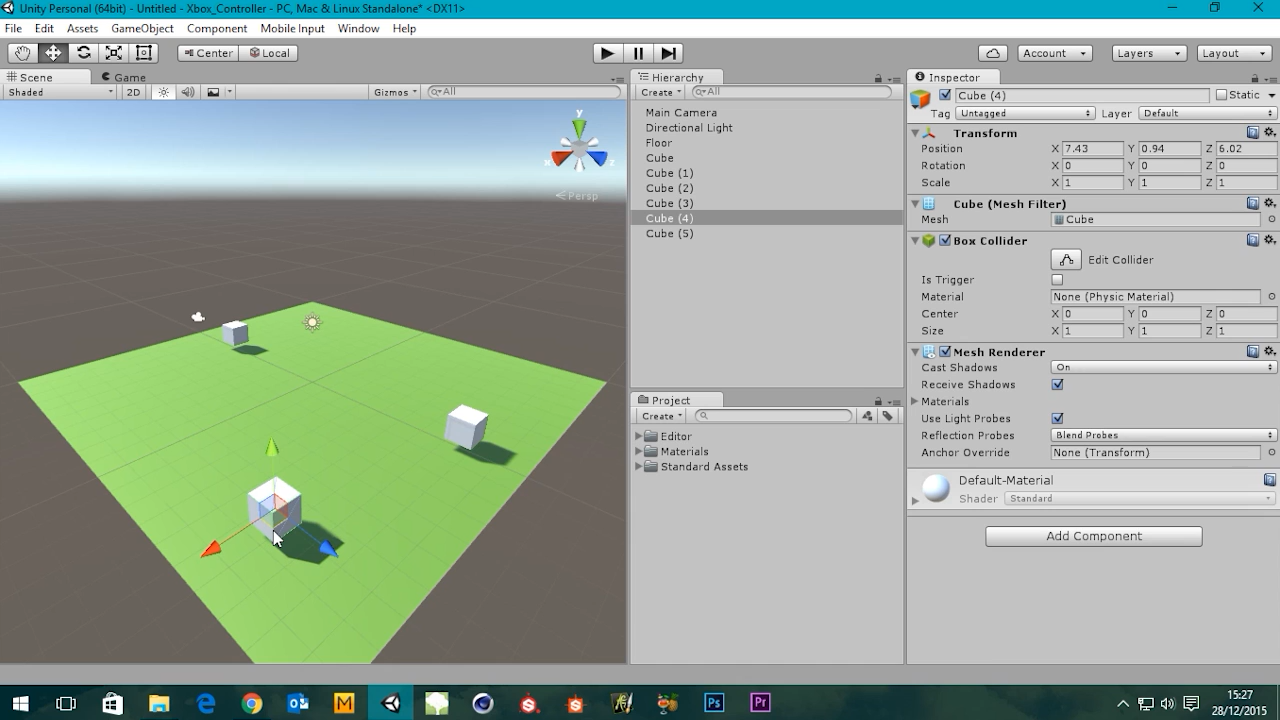 Unity Personal (64bit) - Untitled - Xbox_Controller - PC, Mac & Linux Standalone* <DX11>
File Edit Assets GameObject Component Mobile Input Window Help
Center Local Account Layers Layout
Scene Game
Shaded 2D Gizmos All
y
x z
Persp
Hierarchy
Create All
Main Camera
Directional Light
Floor
Cube
Cube (1)
Cube (2)
Cube (3)
Cube (4)
Cube (5)
Project
Create
Editor
Materials
Standard Assets
Inspector
Cube (4) Static
Tag Untagged Layer Default
Transform
Position X 7.43 Y 0.94 Z 6.02
Rotation X 0 Y 0 Z 0
Scale X 1 Y 1 Z 1
Cube (Mesh Filter)
Mesh Cube
Box Collider
Edit Collider
Is Trigger
Material None (Physic Material)
Center X 0 Y 0 Z 0
Size X 1 Y 1 Z 1
Mesh Renderer
Cast Shadows On
Receive Shadows
Materials
Use Light Probes
Reflection Probes Blend Probes
Anchor Override None (Transform)
Default-Material
Shader Standard
Add Component
M Ps Pr
15:27
28/12/2015